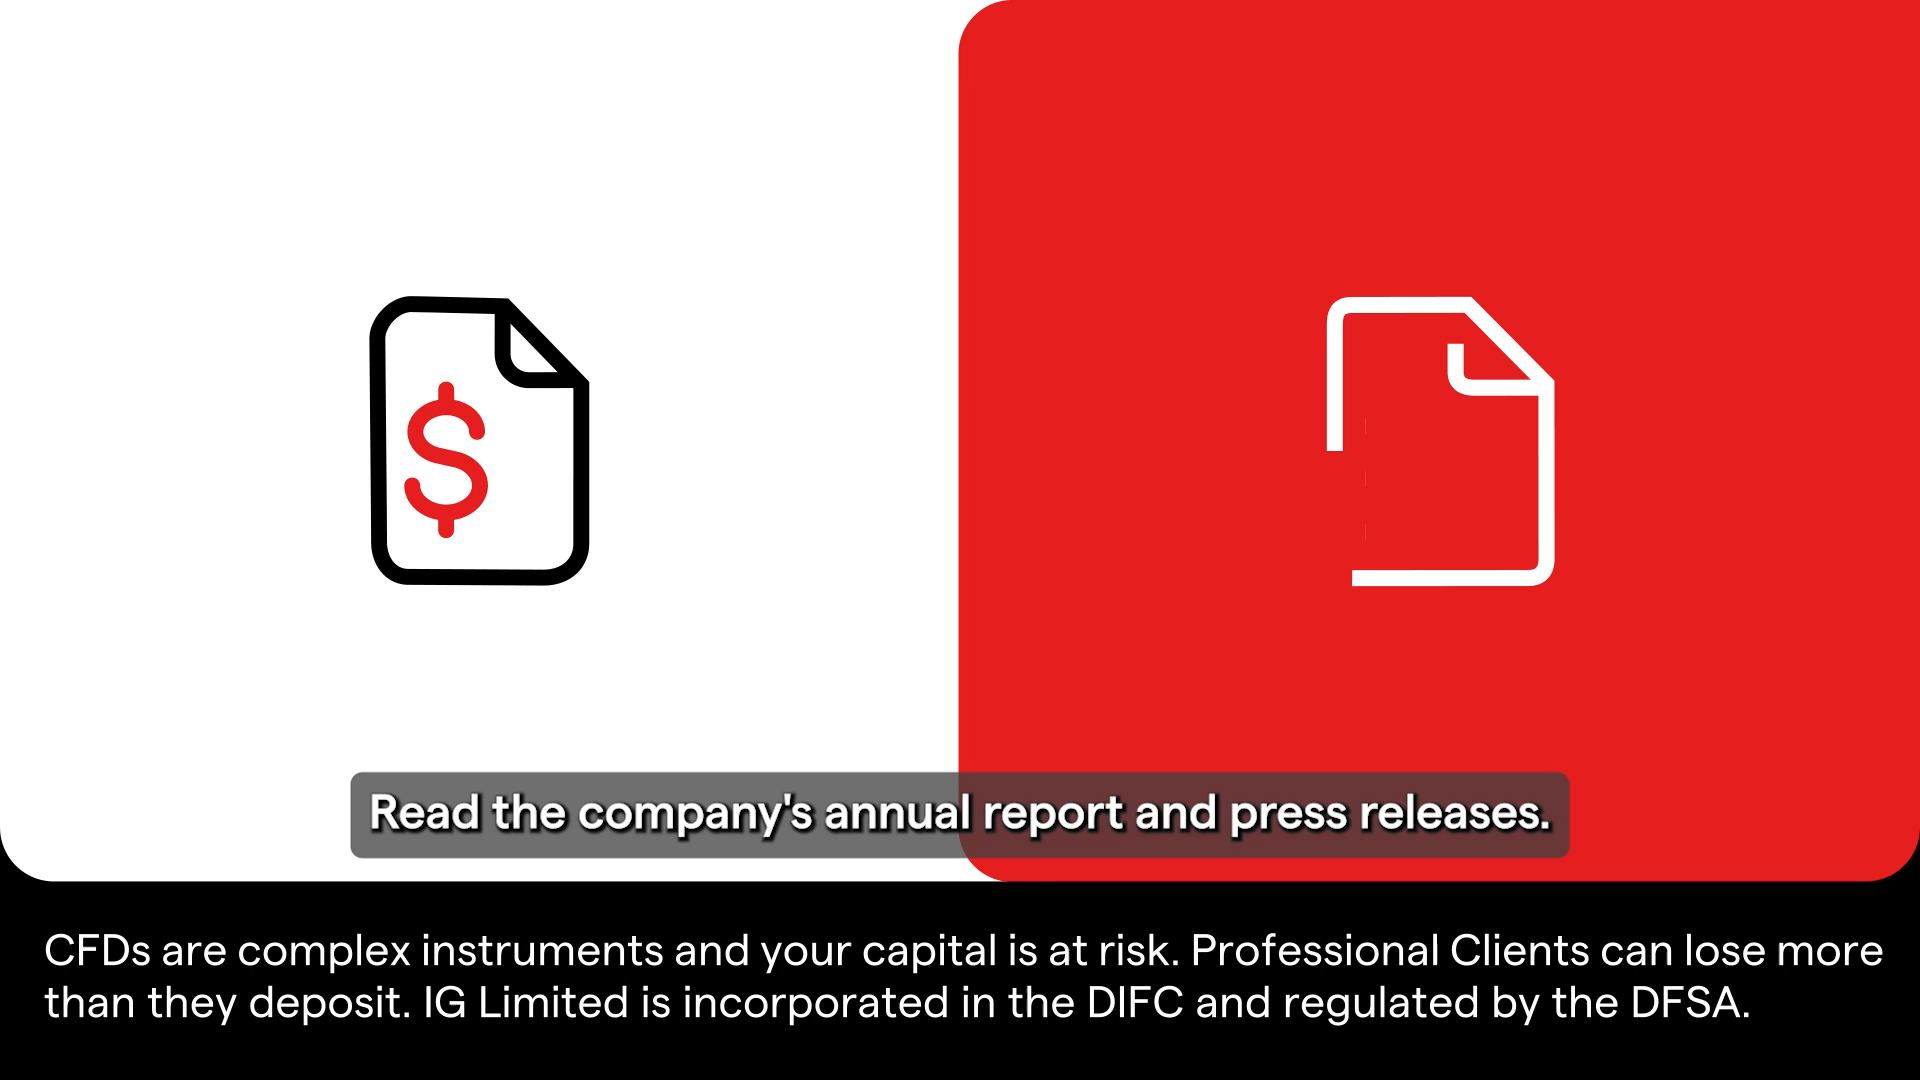 $
Read the company's annual report and press releases.
CFDs are complex instruments and your capital is at risk. Professional Clients can lose more
than they deposit. IG Limited is incorporated in the DIFC and regulated by the DFSA.